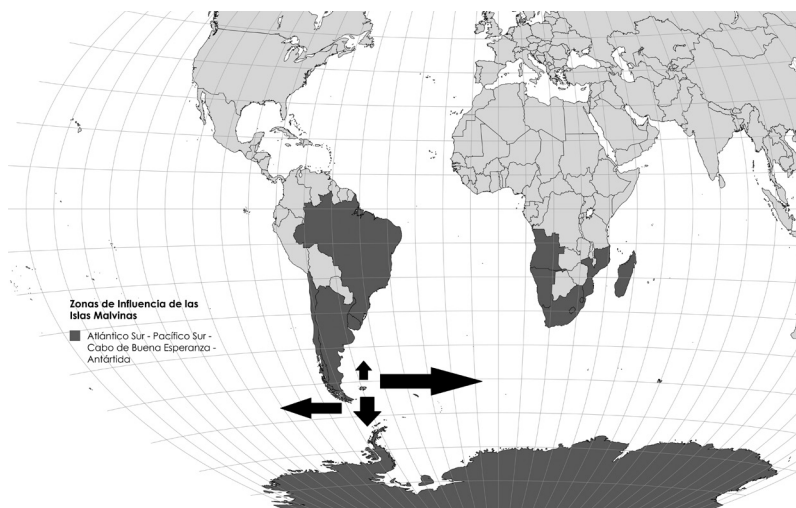 Zonas de Influencia de las
Islas Malvinas
Atlántico Sur - Pacífico Sur -
Cabo de Buena Esperanza -
Antártida